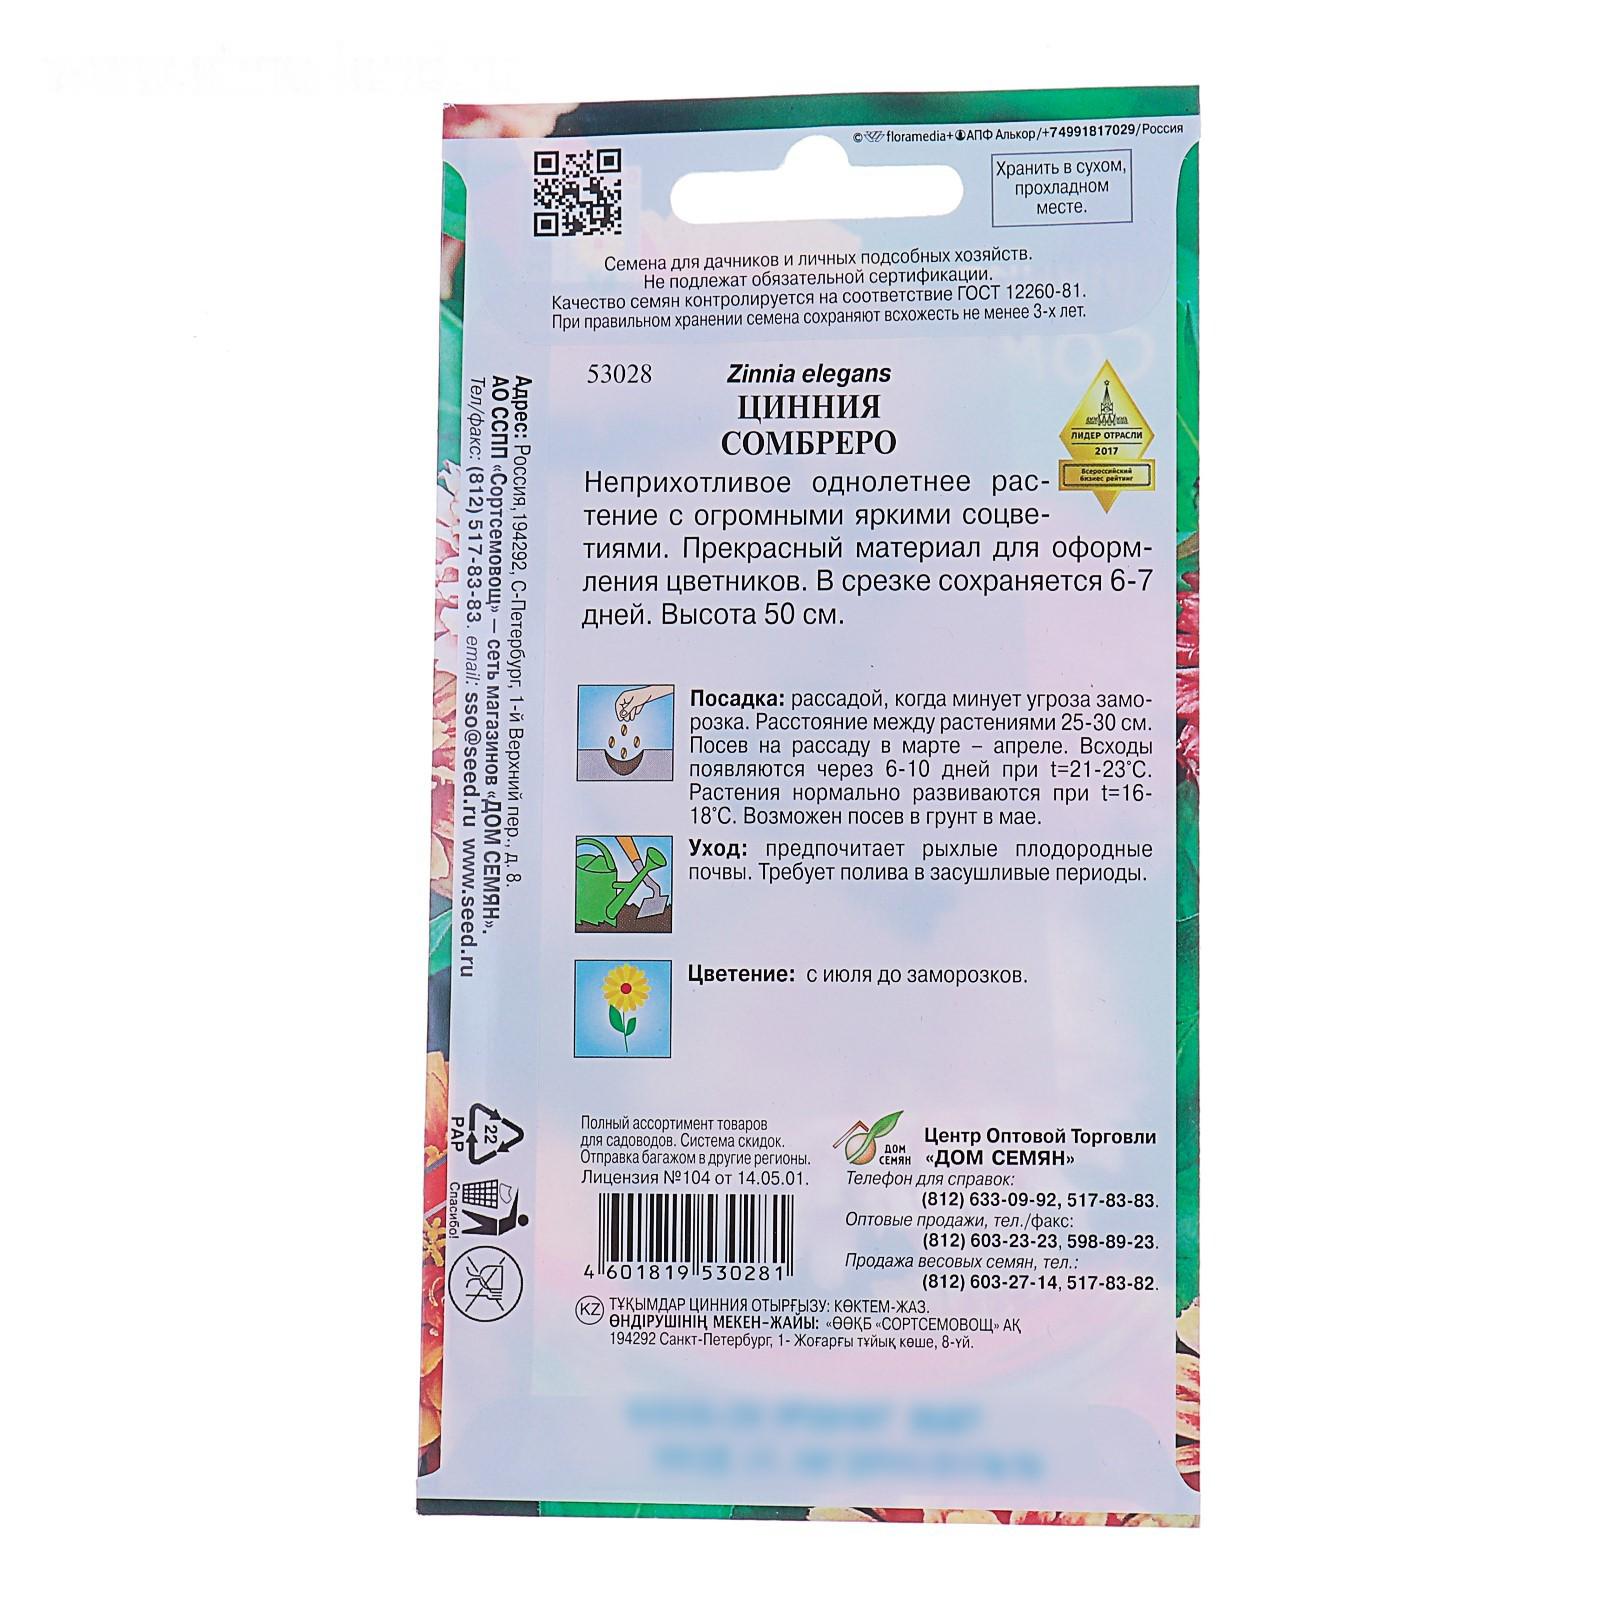 © floramedia+ АПФ Алькор/+74991817029/Россия
Хранить в сухом,
прохладном
месте.
Семена для дачников и личных подсобных хозяйств.
Не подлежат обязательной сертификации.
Качество семян контролируется на соответствие ГОСТ 12260-81.
При правильном хранении семена сохраняют всхожесть не менее 3-х лет.
53028
Zinnia elegans
ЦИННИЯ
СОМБРЕРО
ЛИДЕР ОТРАСЛИ
2017
Всероссийский
бизнес рейтинг
Неприхотливое однолетнее рас-
тение с огромными яркими соцве-
тиями. Прекрасный материал для оформ-
ления цветников. В срезке сохраняется 6-7
дней. Высота 50 см.
Посадка: рассадой, когда минует угроза замо-
розка. Расстояние между растениями 25-30 см.
Посев на рассаду в марте – апреле. Всходы
появляются через 6-10 дней при t=21-23°С.
Растения нормально развиваются при t=16-
18°С. Возможен посев в грунт в мае.
Уход: предпочитает рыхлые плодородные
почвы. Требует полива в засушливые периоды.
Цветение: с июля до заморозков.
Адрес: Россия, 194292, С-Петербург, 1-й Верхний пер., д. 8.
АО ССПП «Сортсемовощ» — сеть магазинов «ДОМ СЕМЯН».
Тел/факс: (812) 517-83-83. email: sso@seed.ru www.seed.ru
22
PAP
Спасибо!
Полный ассортимент товаров
для садоводов. Система скидок.
Отправка багажом в другие регионы.
Лицензия №104 от 14.05.01.
4 601819 530281
ДОМ
СЕМЯН
Центр Оптовой Торговли
«ДОМ СЕМЯН»
Телефон для справок:
(812) 633-09-92, 517-83-83.
Оптовые продажи, тел./факс:
(812) 603-23-23, 598-89-23.
Продажа весовых семян, тел.:
(812) 603-27-14, 517-83-82.
KZ ТҰҚЫМДАР ЦИННИЯ ОТЫРҒЫЗУ: КӨКТЕМ-ЖАЗ.
ӨНДІРУШІНІҢ МЕКЕН-ЖАЙЫ: «ӨӨҚБ «СОРТСЕМОВОЩ» АҚ
194292 Санкт-Петербург, 1- Жоғарғы тұйық көше, 8-үй.